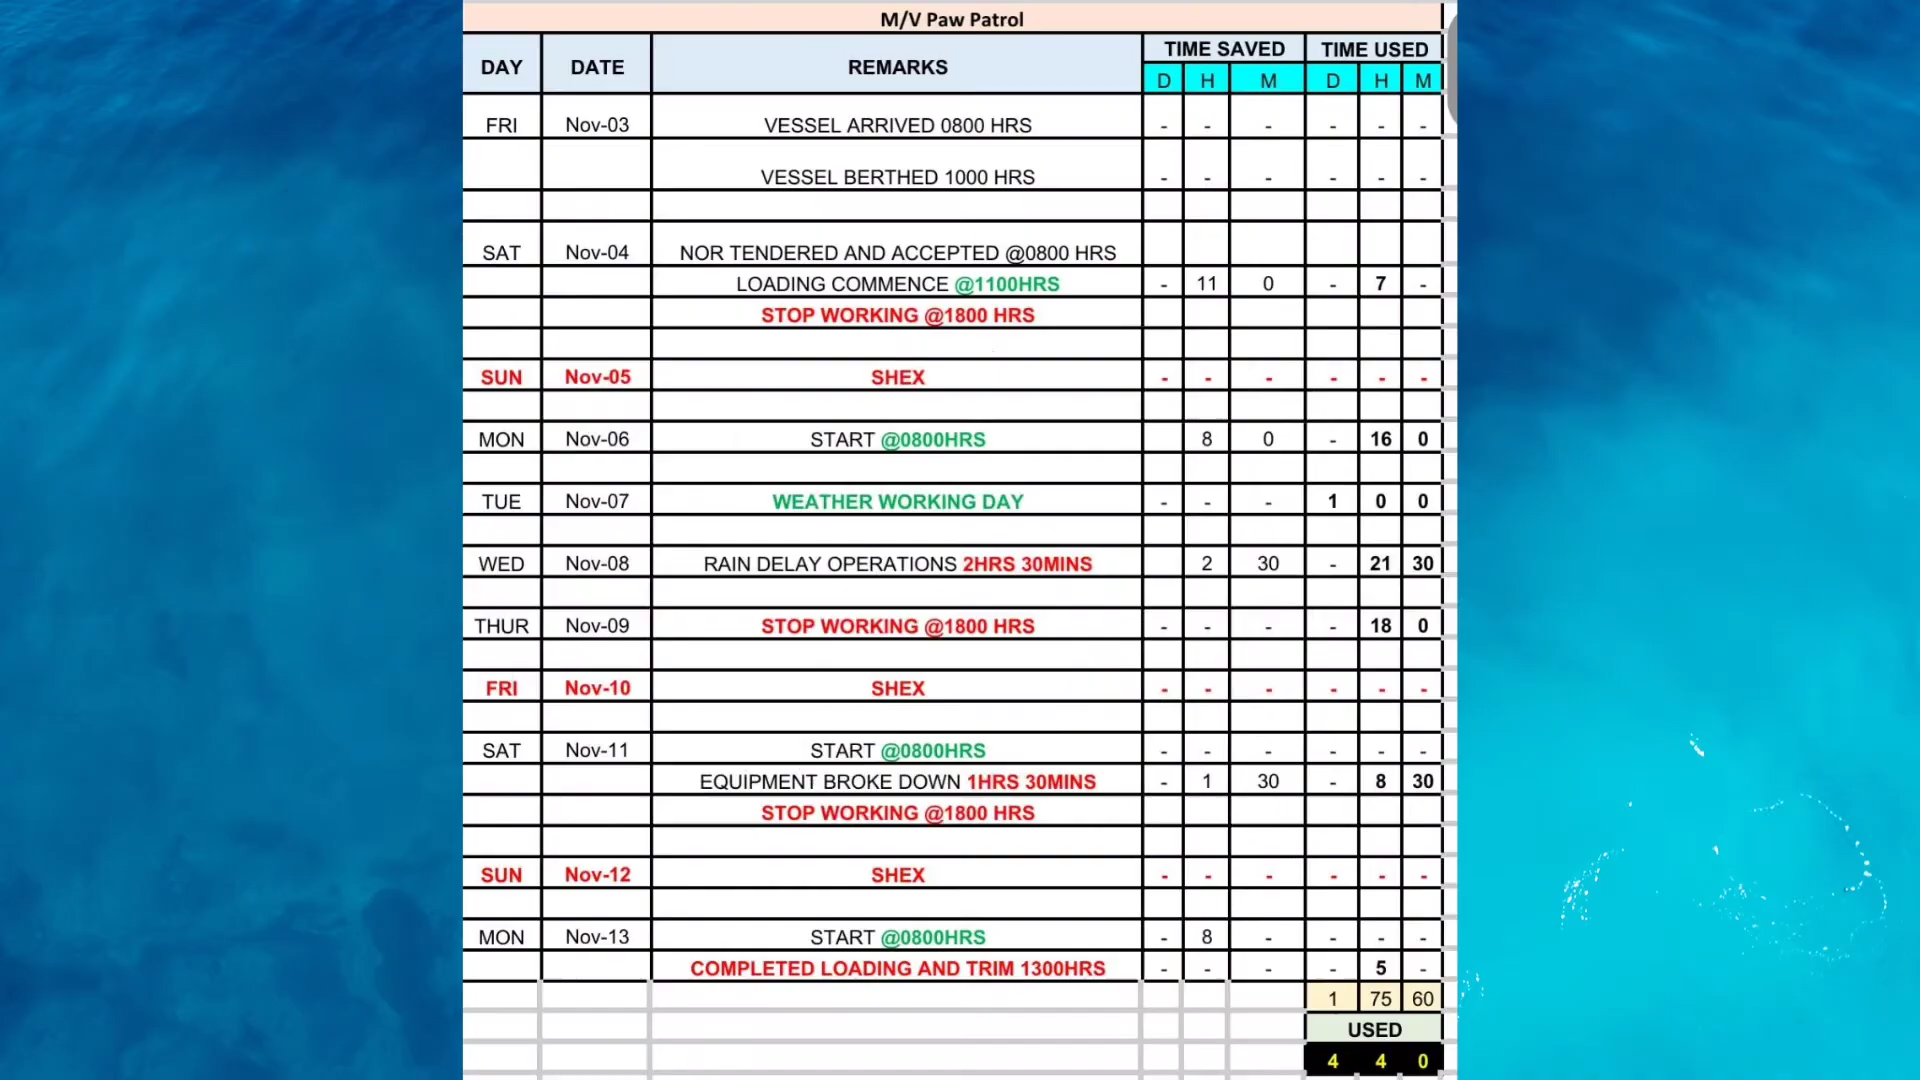 M/V Paw Patrol
DAY DATE REMARKS TIME SAVED TIME USED
D H M D H M
FRI Nov-03 VESSEL ARRIVED 0800 HRS - - - - - -
VESSEL BERTHED 1000 HRS - - - - - -
SAT Nov-04 NOR TENDERED AND ACCEPTED @0800 HRS
LOADING COMMENCE @1100HRS - 11 0 - 7 -
STOP WORKING @1800 HRS
SUN Nov-05 SHEX - - - - - -
MON Nov-06 START @0800HRS 8 0 - 16 0
TUE Nov-07 WEATHER WORKING DAY - - - 1 0 0
WED Nov-08 RAIN DELAY OPERATIONS 2HRS 30MINS 2 30 - 21 30
THUR Nov-09 STOP WORKING @1800 HRS - - - - 18 0
FRI Nov-10 SHEX - - - - - -
SAT Nov-11 START @0800HRS - - - - - -
EQUIPMENT BROKE DOWN 1HRS 30MINS - 1 30 - 8 30
STOP WORKING @1800 HRS
SUN Nov-12 SHEX - - - - - -
MON Nov-13 START @0800HRS - 8 - - - -
COMPLETED LOADING AND TRIM 1300HRS - - - - 5 -
1 75 60
USED
4 4 0